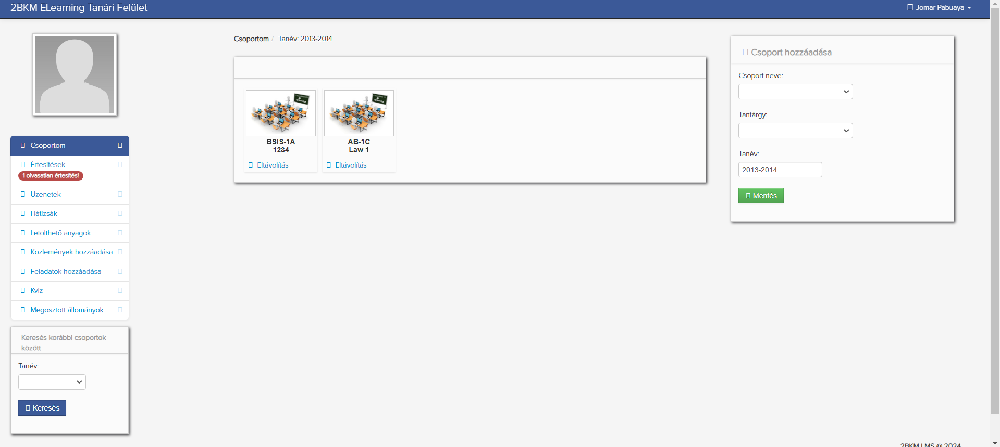 2BKM ELearning Tanári Felület
Jomar Pabuaya
Csoportom / Tanév: 2013-2014
Csoportom
Értesítések
1 olvasatlan értesítés!
Üzenetek
Hátizsák
Letölthető anyagok
Közlemények hozzáadása
Feladatok hozzáadása
Kvíz
Megosztott állományok
Keresés korábbi csoportok
között
Tanév:
Keresés
BSIS-1A
1234
Eltávolítás
AB-1C
Law 1
Eltávolítás
Csoport hozzáadása
Csoport neve:
Tantárgy:
Tanév:
2013-2014
Mentés
2BKM LMS @ 2024